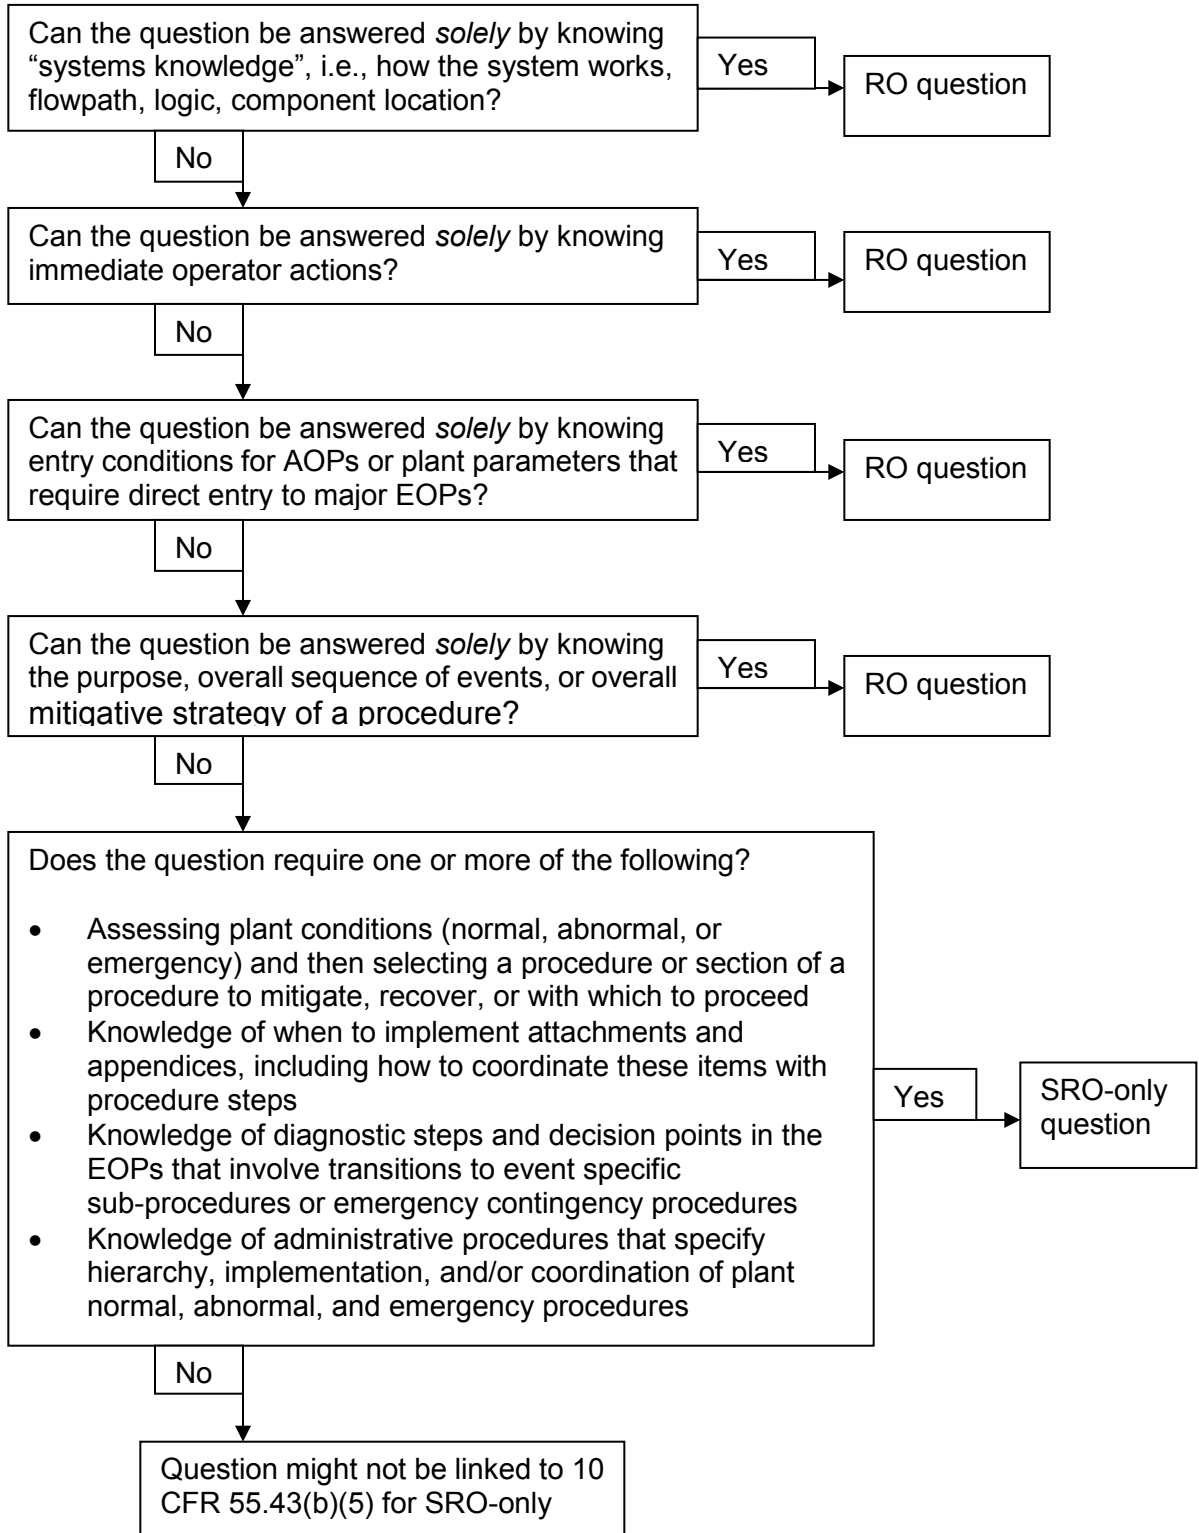 Can the question be answered solely by knowing
“systems knowledge”, i.e., how the system works,
flowpath, logic, component location?
Yes
RO question
No
Can the question be answered solely by knowing
immediate operator actions?
Yes
RO question
No
Can the question be answered solely by knowing
entry conditions for AOPs or plant parameters that
require direct entry to major EOPs?
Yes
RO question
No
Can the question be answered solely by knowing
the purpose, overall sequence of events, or overall
mitigative strategy of a procedure?
Yes
RO question
No
Does the question require one or more of the following?
• Assessing plant conditions (normal, abnormal, or
emergency) and then selecting a procedure or section of a
procedure to mitigate, recover, or with which to proceed
• Knowledge of when to implement attachments and
appendices, including how to coordinate these items with
procedure steps
• Knowledge of diagnostic steps and decision points in the
EOPs that involve transitions to event specific
sub-procedures or emergency contingency procedures
• Knowledge of administrative procedures that specify
hierarchy, implementation, and/or coordination of plant
normal, abnormal, and emergency procedures
Yes
SRO-only
question
No
Question might not be linked to 10
CFR 55.43(b)(5) for SRO-only